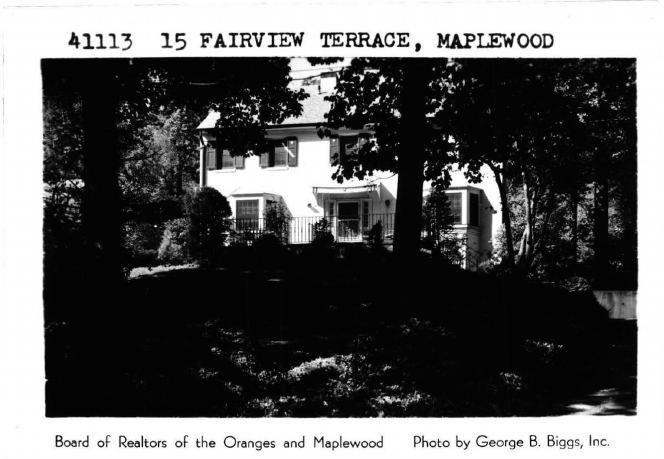 41113 15 FAIRVIEW TERRACE, MAPLEWOOD
Board of Realtors of the Oranges and Maplewood Photo by George B. Biggs, Inc.